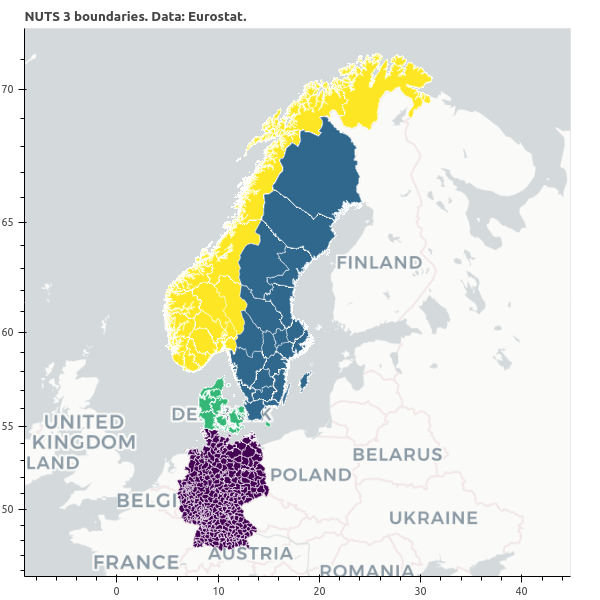 NUTS 3 boundaries. Data: Eurostat.
70
65
FINLAND
60
55
UNITED
KINGDOM
LAND
DE K
BELARUS
POLAND
50
BELGI
UKRAINE
AUSTRIA
FRANCE
ROMANIA
0 10 20 30 40